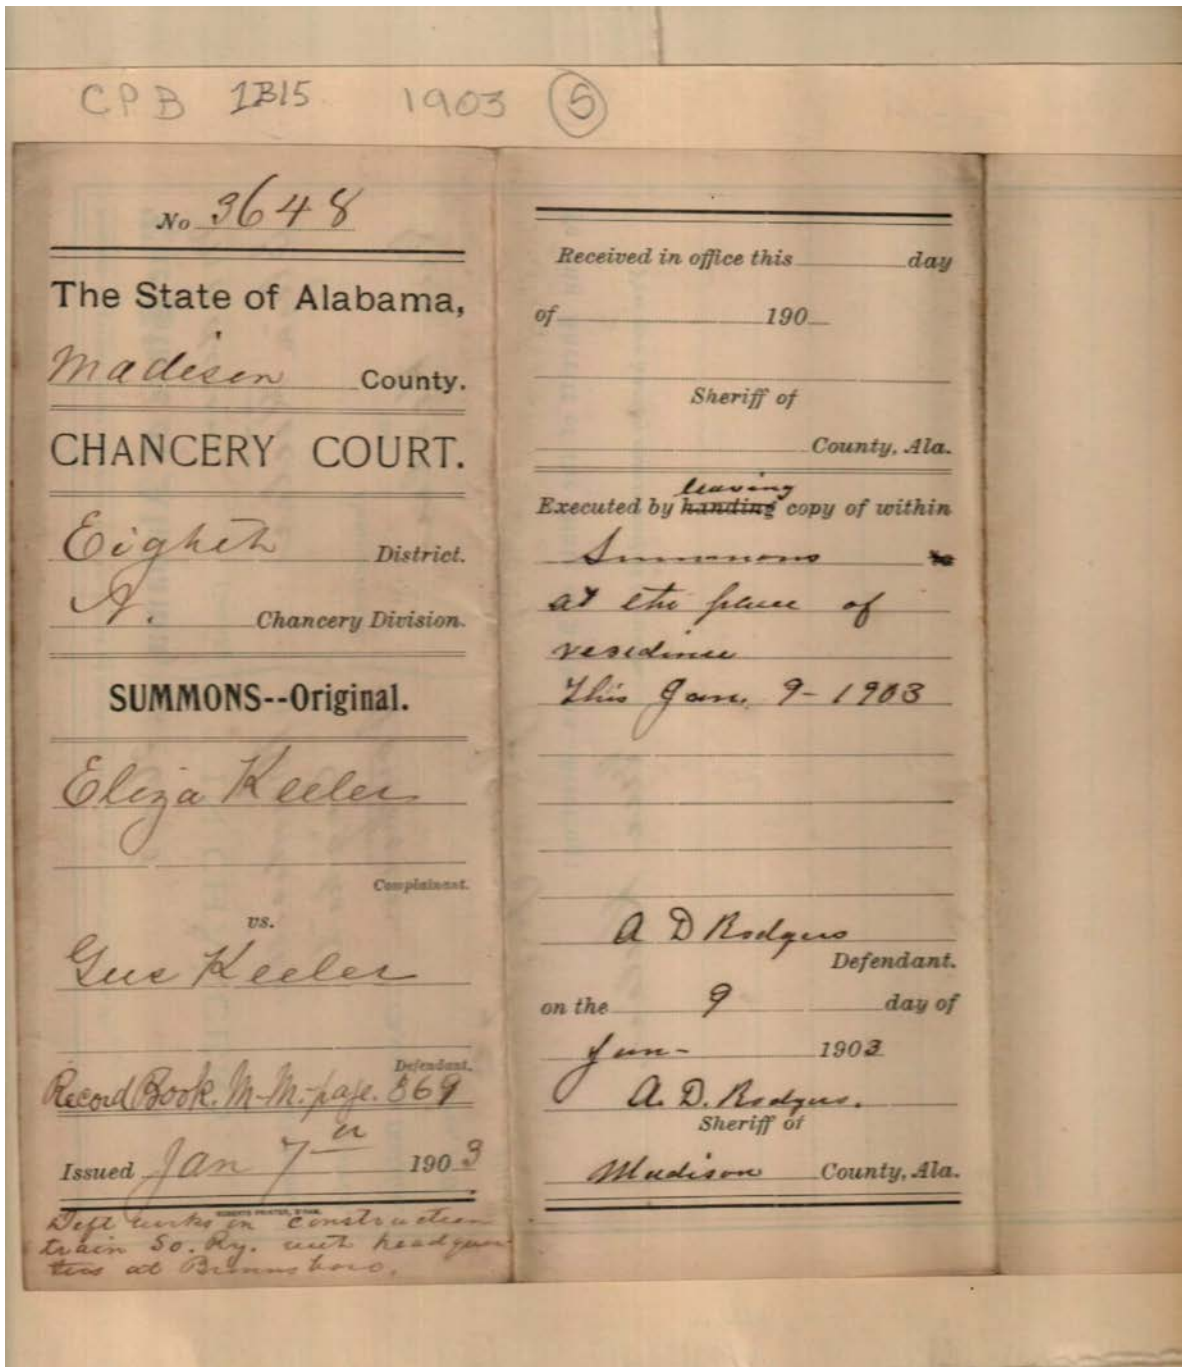 CPB 1B15 1903 5
No 3648
The State of Alabama,
Madison County.
CHANCERY COURT.
Eighth District.
N. Chancery Division.
SUMMONS--Original.
Eliza Keeler
Complainant.
vs.
Gus Keeler
Defendant.
Record Book. M-M-page. 569
Issued Jan 7th 1903
Deft works in construction
train So. Ry. with headquar
ters at Brownsboro.
Received in office this day
of 190
Sheriff of
County, Ala.
leaving
Executed by handing copy of within
Summons to
at the place of
residence
This Jan. 9-1903
A D Rodgers
Defendant.
on the 9 day of
Jan- 1903
A. D. Rodgers.
Sheriff of
Madison County, Ala.